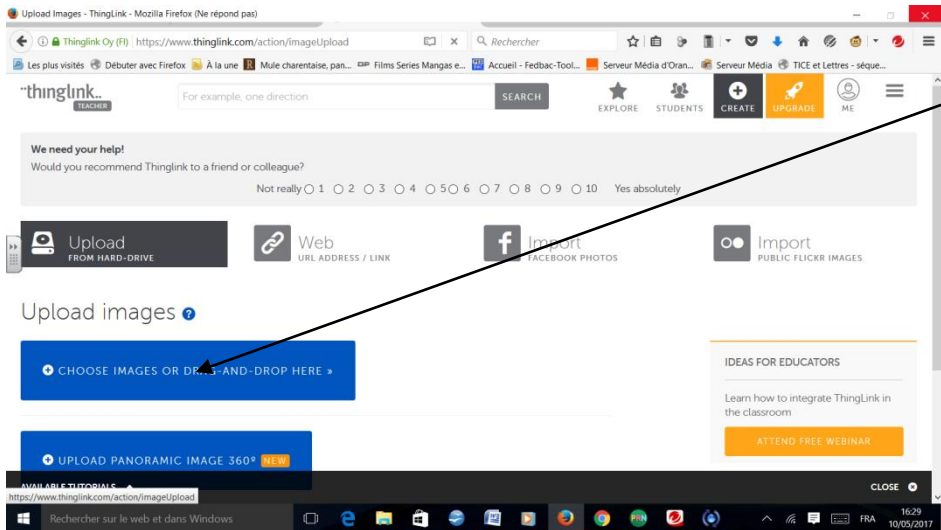 Upload Images - ThingLink - Mozilla Firefox (Ne répond pas)
Thinglink Oy (FI) https://www.thinglink.com/action/imageUpload Rechercher
Les plus visités Débuter avec Firefox À la une Mule charentaise, pan... Films Series Mangas e... Accueil - Fedbac-Tool... Serveur Média d'Oran... Serveur Média TICE et Lettres - séque...
thinglink.. For example, one direction SEARCH EXPLORE STUDENTS CREATE UPGRADE ME
TEACHER
We need your help!
Would you recommend Thinglink to a friend or colleague?
Not really 1 2 3 4 5 6 7 8 9 10 Yes absolutely
Upload Web Import Import
FROM HARD-DRIVE URL ADDRESS / LINK FACEBOOK PHOTOS PUBLIC FLICKR IMAGES
Upload images ?
CHOOSE IMAGES OR DRAG-AND-DROP HERE »
IDEAS FOR EDUCATORS
Learn how to integrate ThingLink in
the classroom
ATTEND FREE WEBINAR
UPLOAD PANORAMIC IMAGE 360º NEW
AVAILABLE TUTORIALS CLOSE
https://www.thinglink.com/action/imageUpload
Rechercher sur le web et dans Windows FRA 16:29
10/05/2017